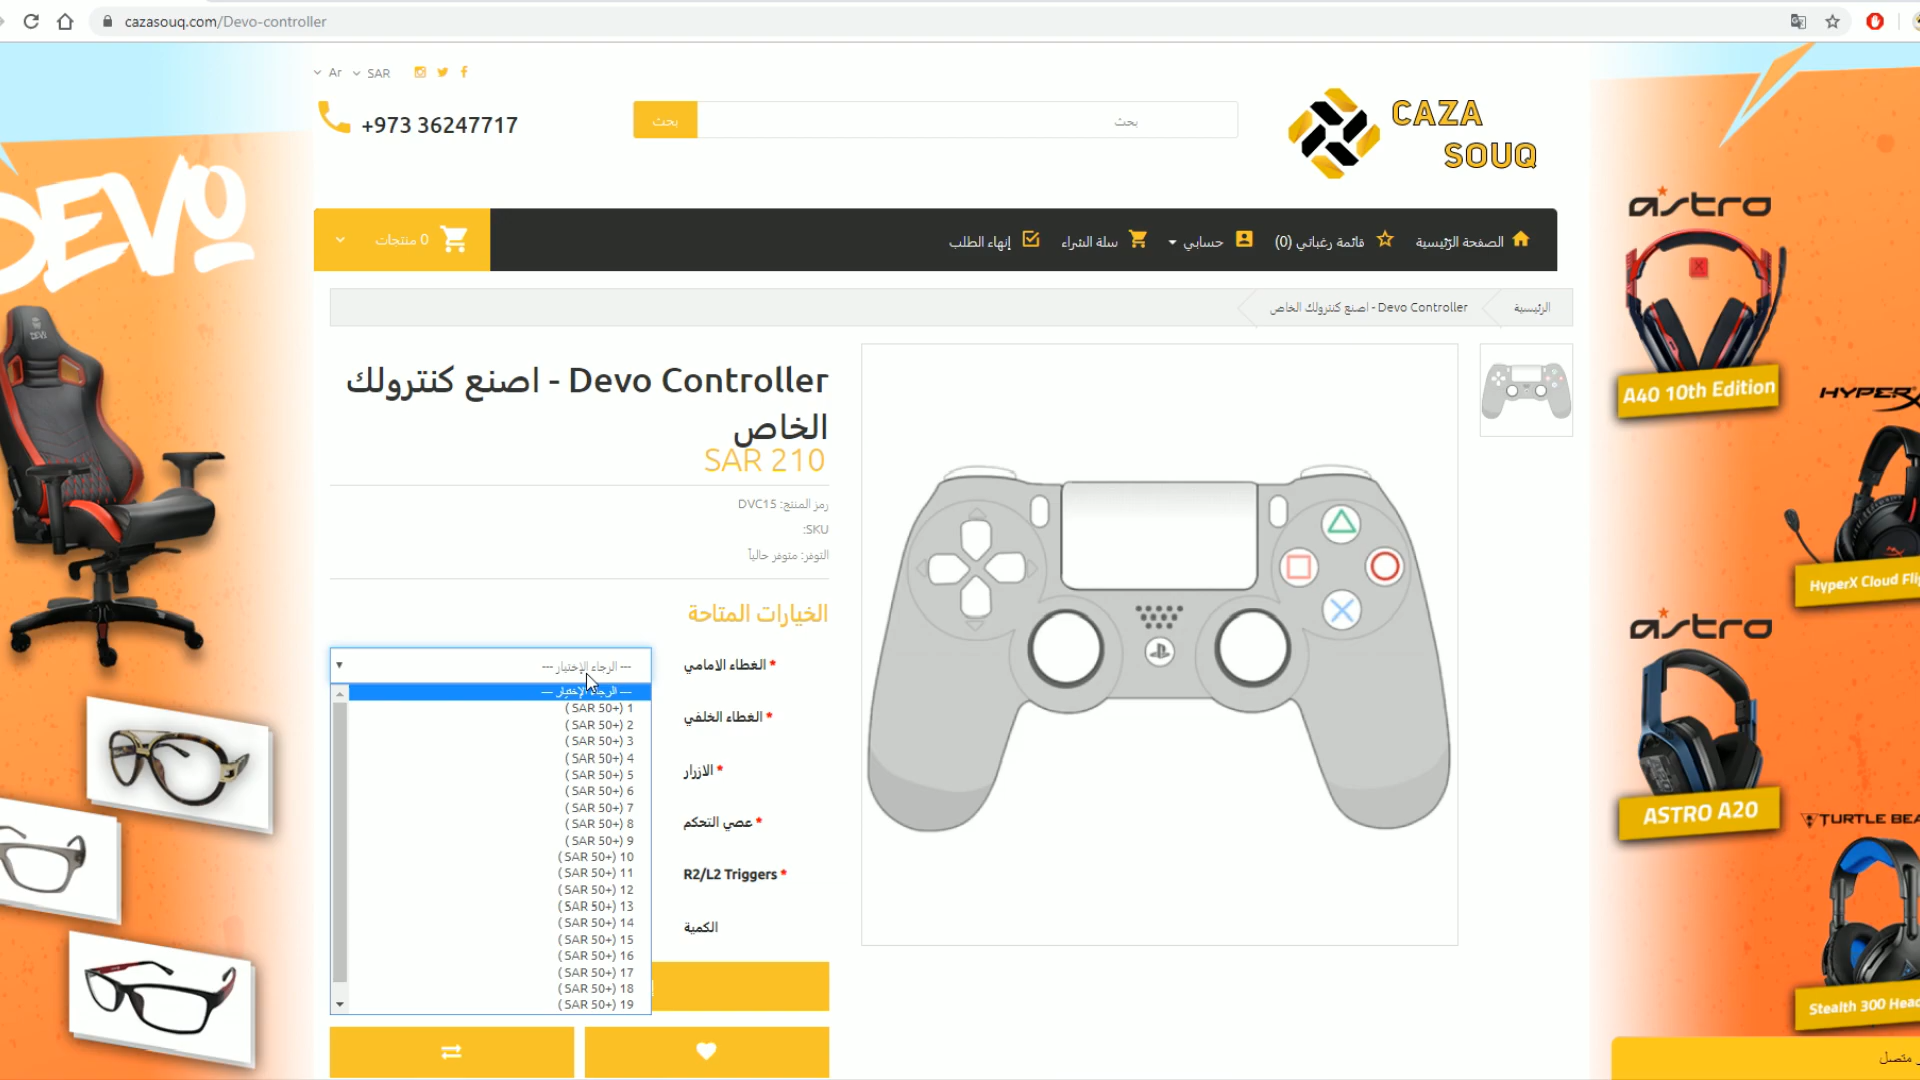 cazasouq.com/Devo-controller
Ar
SAR
+973 36247717
بحث
بحث
CAZA
SOUQ
الصفحة الرئيسية
قائمة رغباتي (0)
حسابي
سلة الشراء
إنهاء الطلب
0 منتجات
الرئيسية
Devo Controller - اصنع كنترولك الخاص
Devo Controller - اصنع كنترولك
الخاص
SAR 210
رمز المنتج: DVC15
SKU:
التوفر: متوفر حالياً
الخيارات المتاحة
* الغطاء الامامي
--- الرجاء الإختيار ---
--- الرجاء الإختيار ---
1 (+50 SAR )
2 (+50 SAR )
3 (+50 SAR )
4 (+50 SAR )
5 (+50 SAR )
6 (+50 SAR )
7 (+50 SAR )
8 (+50 SAR )
9 (+50 SAR )
10 (+50 SAR )
11 (+50 SAR )
12 (+50 SAR )
13 (+50 SAR )
14 (+50 SAR )
15 (+50 SAR )
16 (+50 SAR )
17 (+50 SAR )
18 (+50 SAR )
19 (+50 SAR )
* الغطاء الخلفي
* الازرار
* عصي التحكم
R2/L2 Triggers *
الكمية
DEVO
DEVO
astro
A40 10th Edition
HYPERX
HyperX Cloud
astro
ASTRO A20
TURTLE
Stealth 300
متصل